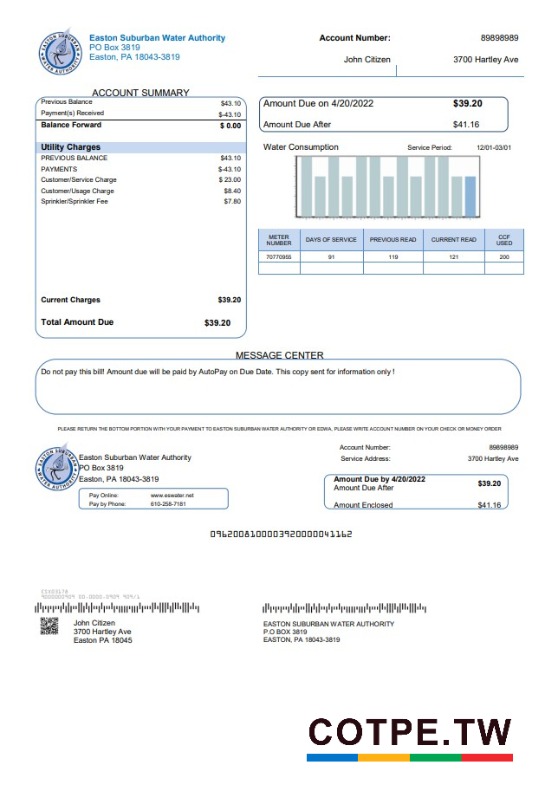 Easton Suburban Water Authority
PO Box 3819
Easton, PA 18043-3819
Account Number: 89898989
John Citizen 3700 Hartley Ave
ACCOUNT SUMMARY
Previous Balance $43.10
Payment(s) Received $-43.10
Balance Forward $ 0.00
Utility Charges
PREVIOUS BALANCE $43.10
PAYMENTS $-43.10
Customer/Service Charge $ 23.00
Customer/Usage Charge $8.40
Sprinkler/Sprinkler Fee $7.80
Current Charges $39.20
Total Amount Due $39.20
Amount Due on 4/20/2022 $39.20
Amount Due After $41.16
Water Consumption Service Period: 12/01-03/01
METER NUMBER DAYS OF SERVICE PREVIOUS READ CURRENT READ CCF USED
70770955 91 119 121 200
MESSAGE CENTER
Do not pay this bill! Amount due will be paid by AutoPay on Due Date. This copy sent for information only !
PLEASE RETURN THE BOTTOM PORTION WITH YOUR PAYMENT TO EASTON SUBURBAN WATER AUTHORITY OR EDWA, PLEASE WRITE ACCOUNT NUMBER ON YOUR CHECK OR MONEY ORDER
EASTON SUBURBAN WATER AUTHORITY
Easton Suburban Water Authority
PO Box 3819
Easton, PA 18043-3819
Pay Online: www.eswater.net
Pay by Phone: 610-258-7181
Account Number: 89898989
Service Address: 3700 Hartley Ave
Amount Due by 4/20/2022 $39.20
Amount Due After
Amount Enclosed $41.16
09620081000039200000041162
John Citizen
3700 Hartley Ave
Easton PA 18045
EASTON SUBURBAN WATER AUTHORITY
P.O BOX 3819
EASTON, PA 18043-3819
COTPE.TW